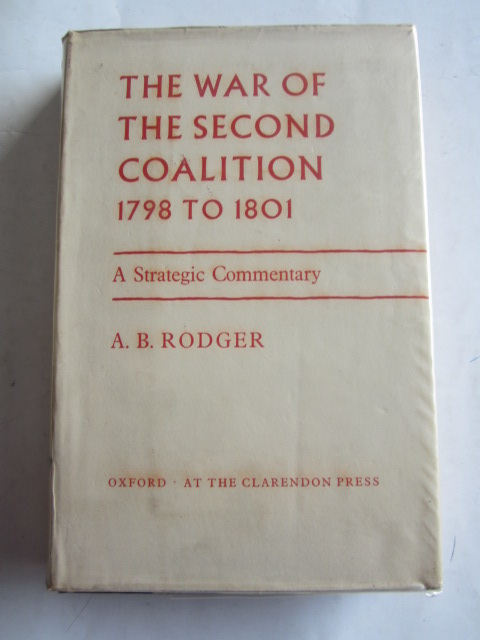 THE WAR OF
THE SECOND
COALITION
1798 TO 1801
A Strategic Commentary
A. B. RODGER
OXFORD · AT THE CLARENDON PRESS